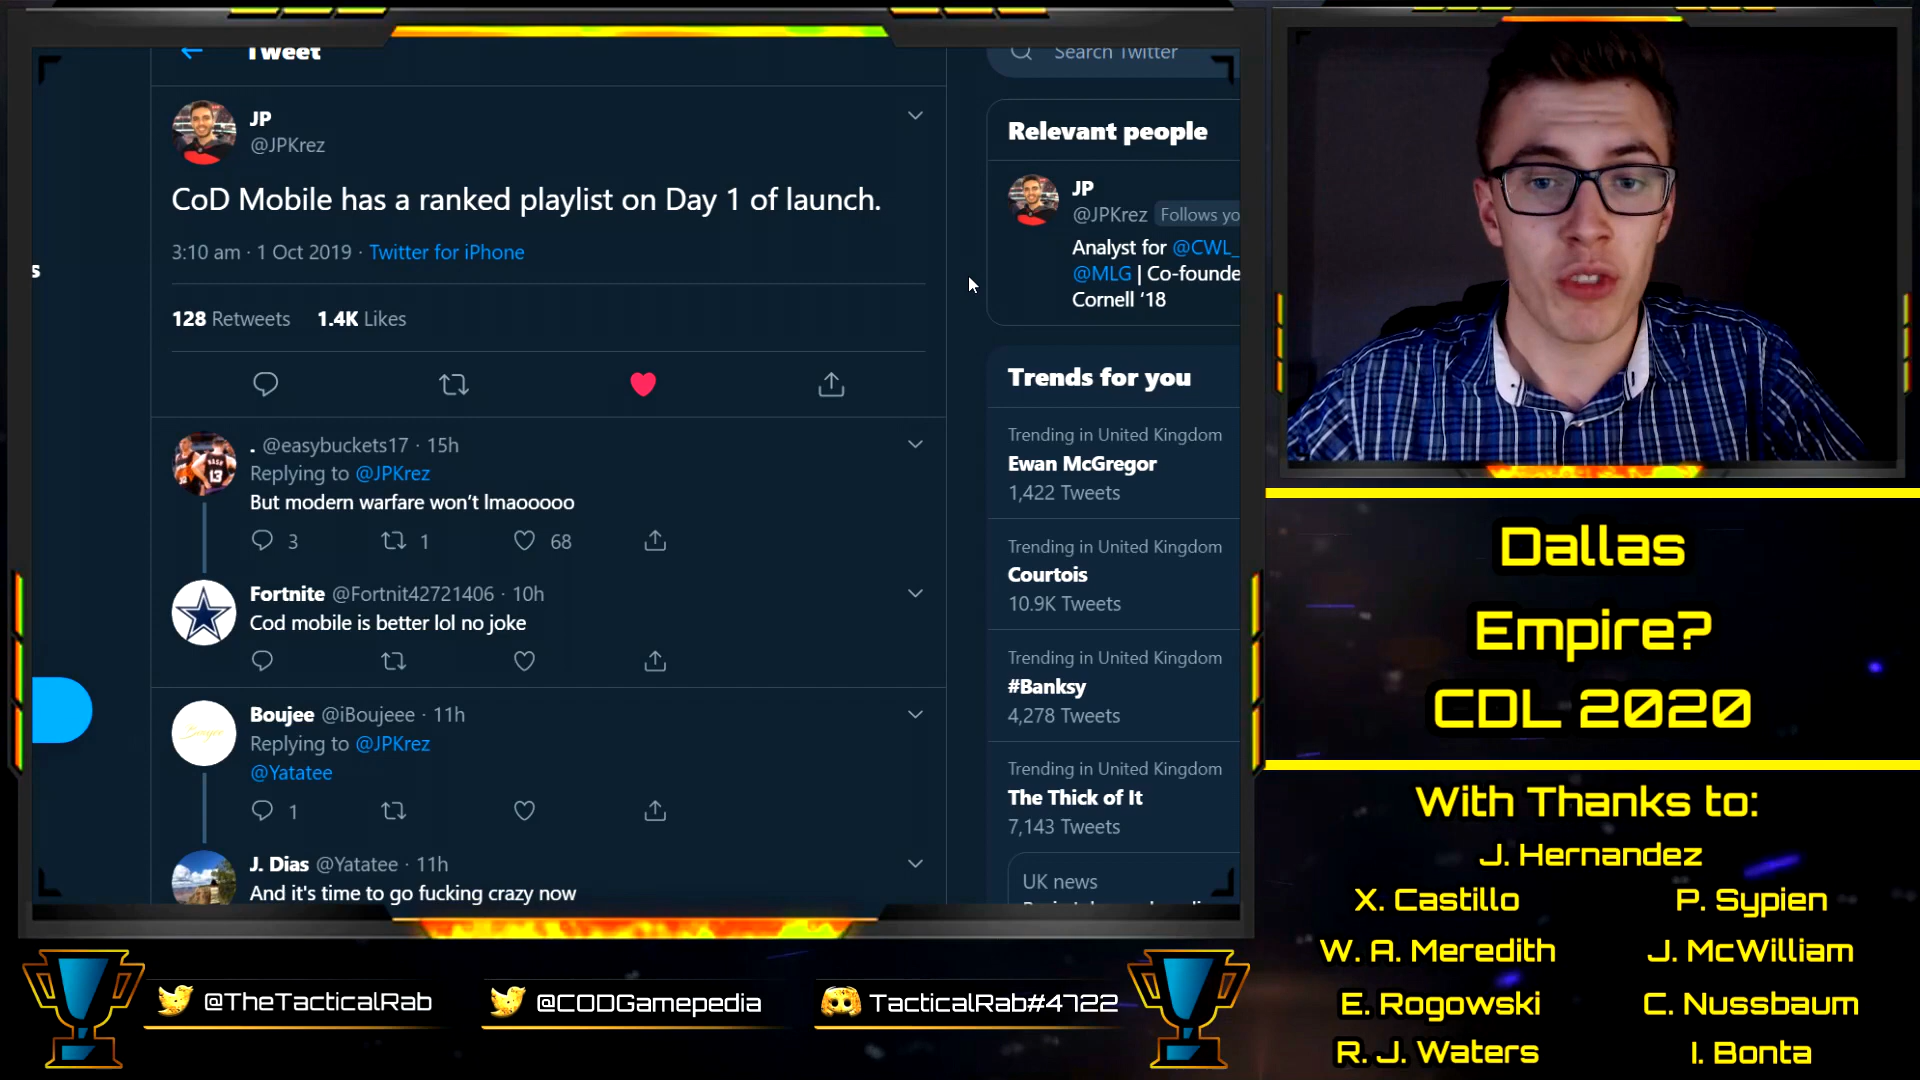 Tweet
Search Twitter
JP
@JPKrez
CoD Mobile has a ranked playlist on Day 1 of launch.
3:10 am · 1 Oct 2019 · Twitter for iPhone
128 Retweets 1.4K Likes
. @easybuckets17 · 15h
Replying to @JPKrez
But modern warfare won't lmaooooo
3 1 68
Fortnite @Fortnit42721406 · 10h
Cod mobile is better lol no joke
Boujee @iBoujeee · 11h
Replying to @JPKrez
@Yatatee
1
J. Dias @Yatatee · 11h
And it's time to go fucking crazy now
s
Relevant people
JP
@JPKrez Follows yo
Analyst for @CWL_
@MLG | Co-founde
Cornell '18
Trends for you
Trending in United Kingdom
Ewan McGregor
1,422 Tweets
Trending in United Kingdom
Courtois
10.9K Tweets
Trending in United Kingdom
#Banksy
4,278 Tweets
Trending in United Kingdom
The Thick of It
7,143 Tweets
UK news
Dallas
Empire?
CDL 2020
With Thanks to:
J. Hernandez
X. Castillo P. Sypien
W. A. Meredith J. McWilliam
E. Rogowski C. Nussbaum
R. J. Waters I. Bonta
@TheTacticalRab @CODGamepedia TacticalRab#4722